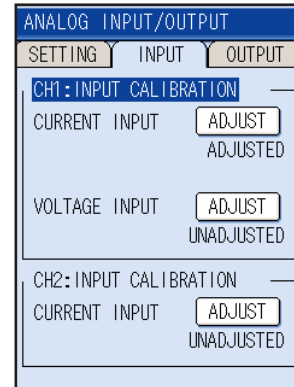 ANALOG INPUT/OUTPUT
SETTING INPUT OUTPUT
CH1:INPUT CALIBRATION
CURRENT INPUT ADJUST
ADJUSTED
VOLTAGE INPUT ADJUST
UNADJUSTED
CH2:INPUT CALIBRATION
CURRENT INPUT ADJUST
UNADJUSTED